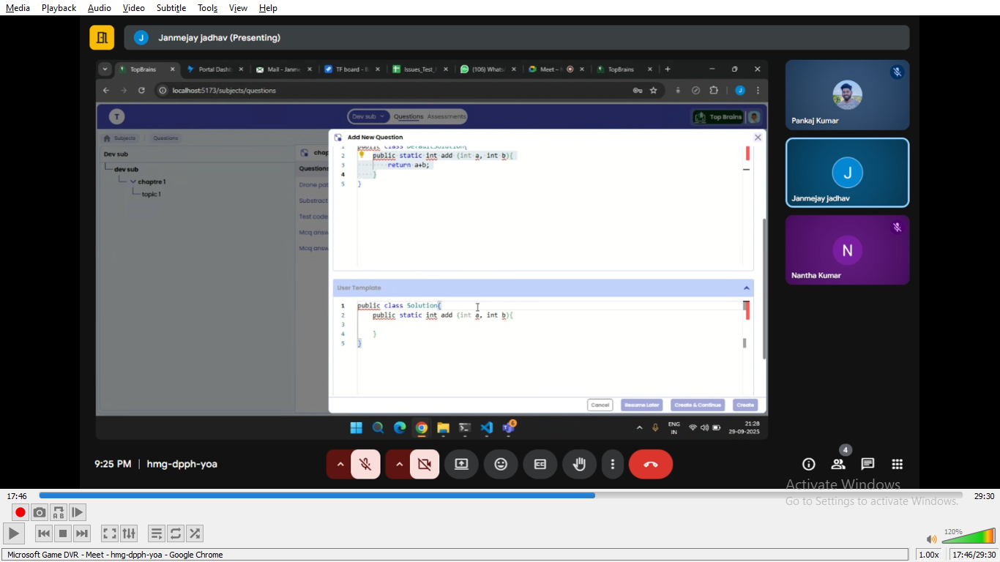 Media Playback Audio Video Subtitle Tools View Help
J Janmejay jadhav (Presenting)
TopBrains
Portal Dashb
Mail - Janme
TF board - B
Issues_Test_
(106) Whats
Meet –
TopBrains
localhost:5173/subjects/questions
J
T
Dev sub
Questions
Assessments
Top Brains
Subjects
Questions
Dev sub
dev sub
chaptre 1
topic 1
chap
Questions
Drone pat
Substract
Test code
Mcq answ
Mcq answ
Add New Question
1 public class DefaultSolution{
2 public static int add (int a, int b){
3 return a+b;
4 }
5 }
User Template
1 public class Solution{
2 public static int add (int a, int b){
3
4 }
5 }
Cancel
Resume Later
Create & Continue
Create
6
ENG
IN
21:28
29-09-2025
Pankaj Kumar
J
Janmejay jadhav
N
Nantha Kumar
9:25 PM | hmg-dpph-yoa
4
Activate Windows
Go to Settings to activate Windows.
17:46
29:30
A B
120%
Microsoft Game DVR - Meet - hmg-dpph-yoa - Google Chrome
1.00x
17:46/29:30